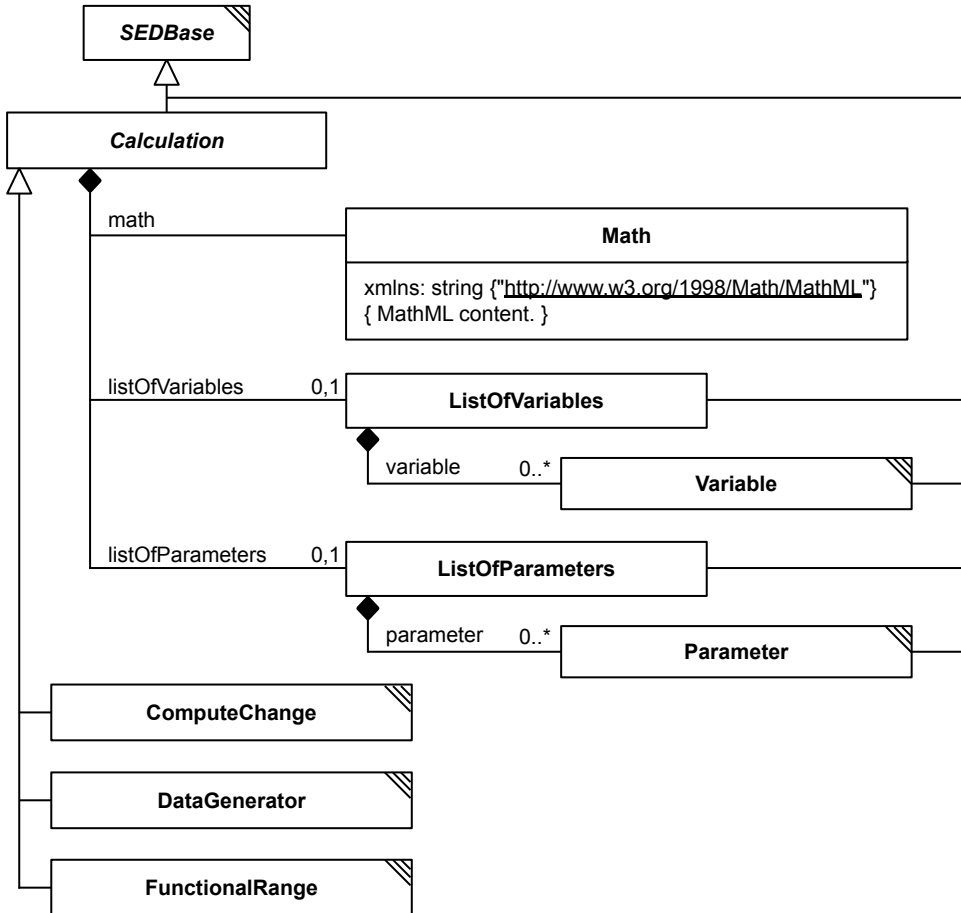 SEDBase
Calculation
math
Math
xmlns: string {"http://www.w3.org/1998/Math/MathML"}
{ MathML content. }
listOfVariables 0,1
ListOfVariables
variable 0..*
Variable
listOfParameters 0,1
ListOfParameters
parameter 0..*
Parameter
ComputeChange
DataGenerator
FunctionalRange